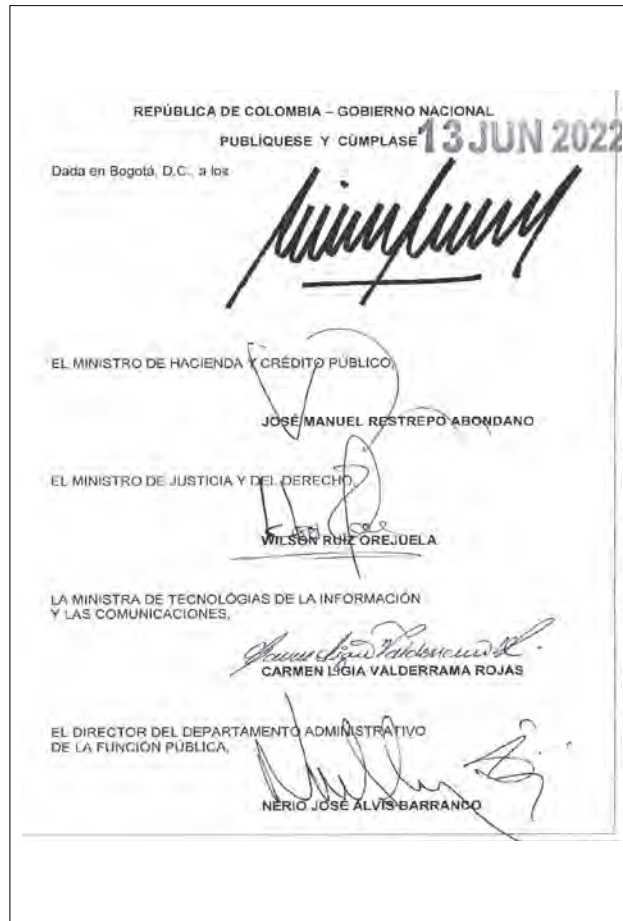 REPÚBLICA DE COLOMBIA – GOBIERNO NACIONAL
PUBLÍQUESE Y CÚMPLASE 13 JUN 2022
Dada en Bogotá, D.C., a los
EL MINISTRO DE HACIENDA Y CRÉDITO PÚBLICO,
JOSÉ MANUEL RESTREPO ABONDANO
EL MINISTRO DE JUSTICIA Y DEL DERECHO,
WILSON RUIZ OREJUELA
LA MINISTRA DE TECNOLOGÍAS DE LA INFORMACIÓN
Y LAS COMUNICACIONES,
CARMEN LIGIA VALDERRAMA ROJAS
EL DIRECTOR DEL DEPARTAMENTO ADMINISTRATIVO
DE LA FUNCIÓN PÚBLICA,
NERIO JOSÉ ALVIS BARRANCO